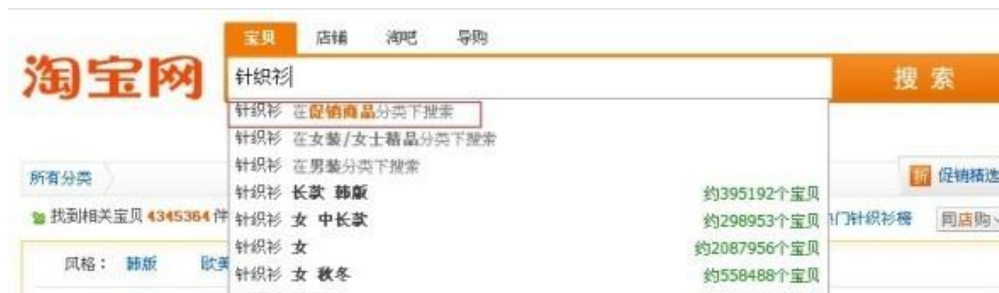 宝贝 店铺 淘吧 导购
淘宝网
针织衫
搜索
针织衫 在促销商品分类下搜索
针织衫 在女装/女士精品分类下搜索
针织衫 在男装分类下搜索
所有分类
折 促销精选
针织衫 长款 韩版 约395192个宝贝
找到相关宝贝 4345364 件
针织衫 女 中长款 约298953个宝贝
门针织衫榜 同店购
针织衫 女 约2087956个宝贝
风格： 韩版 欧美
针织衫 女 秋冬 约558488个宝贝